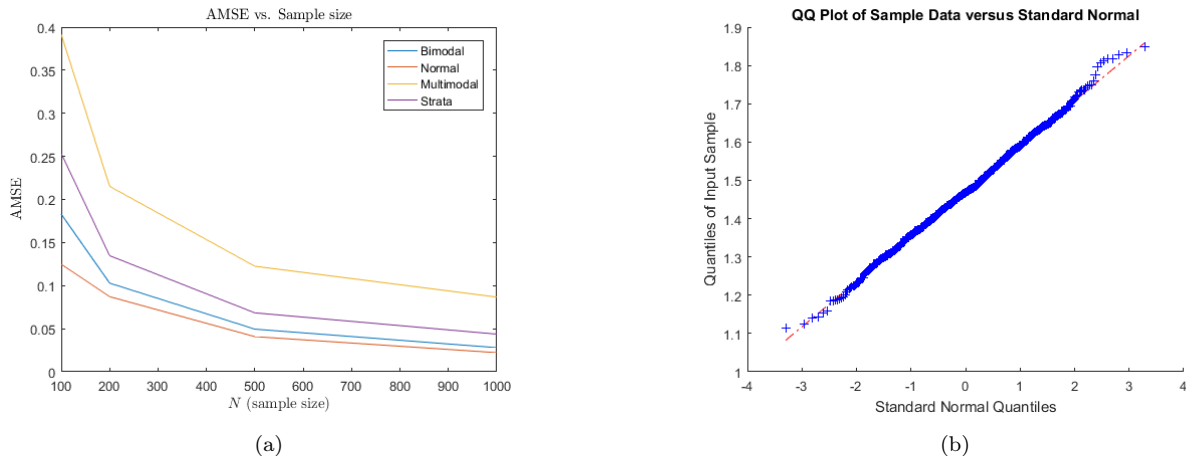 AMSE vs. Sample size
0.4
0.35
0.3
0.25
0.2
0.15
0.1
0.05
0
AMSE
Bimodal
Normal
Multimodal
Strata
100 200 300 400 500 600 700 800 900 1000
N (sample size)
(a)
QQ Plot of Sample Data versus Standard Normal
1.9
1.8
1.7
1.6
1.5
1.4
1.3
1.2
1.1
1
Quantiles of Input Sample
-4 -3 -2 -1 0 1 2 3 4
Standard Normal Quantiles
(b)